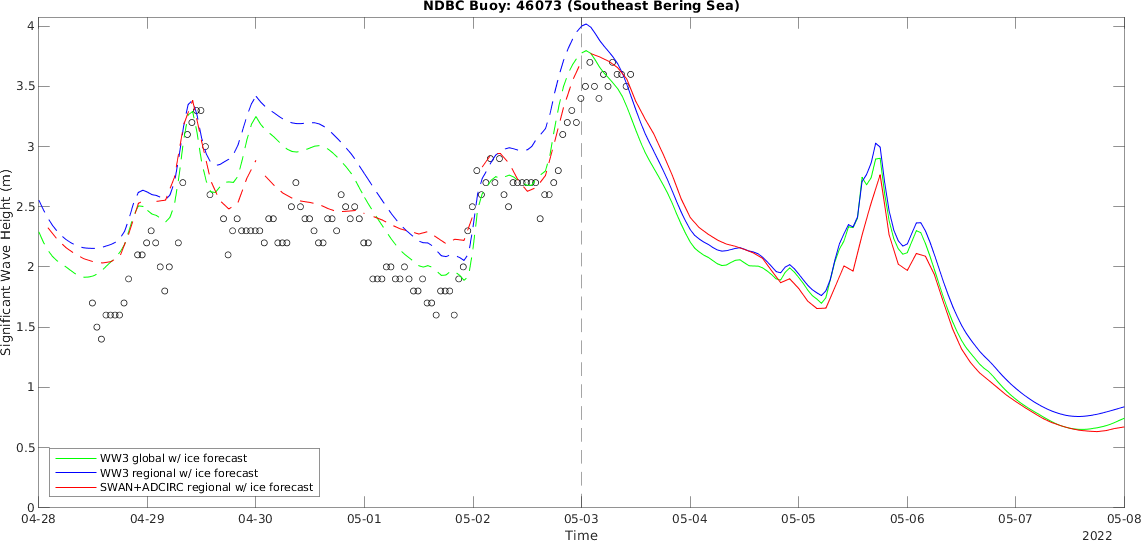 NDBC Buoy: 46073 (Southeast Bering Sea)
4
3.5
3
2.5
2
1.5
1
0.5
0
Significant Wave Height (m)
WW3 global w/ ice forecast
WW3 regional w/ ice forecast
SWAN+ADCIRC regional w/ ice forecast
04-28 04-29 04-30 05-01 05-02 05-03 05-04 05-05 05-06 05-07 05-08
Time 2022